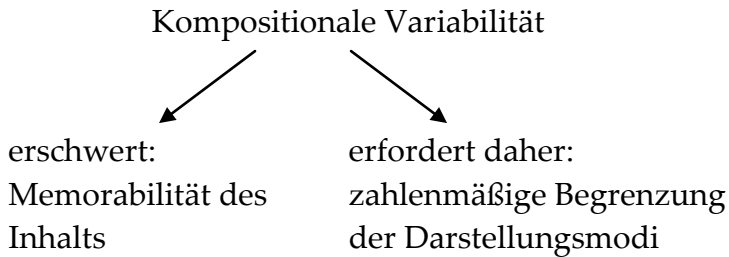 Kompositionale Variabilität
erschwert:
Memorabilität des
Inhalts
erfordert daher:
zahlenmäßige Begrenzung
der Darstellungsmodi